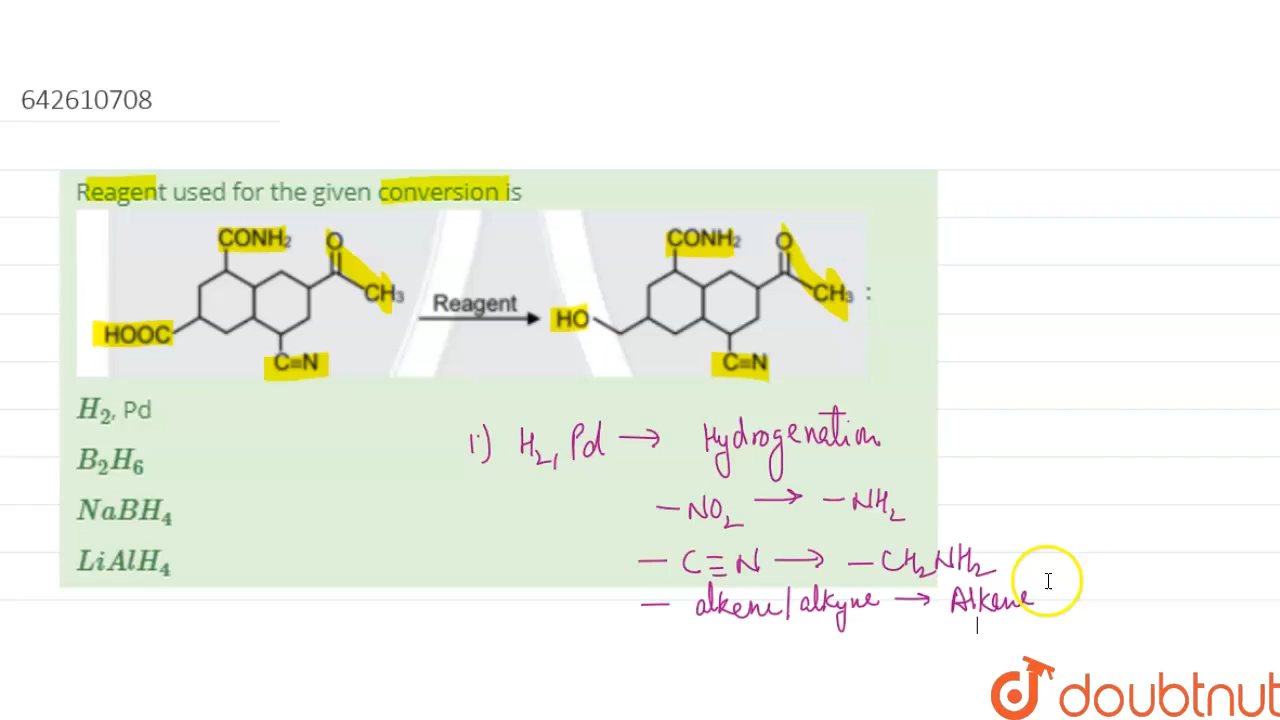 642610708
Reagent used for the given conversion is
CONH₂ O CONH₂ O
CH₃ Reagent CH₃ :
HOOC HO
C≡N C≡N
H₂, Pd
B₂H₆
NaBH₄
LiAlH₄
1) H₂, Pd → Hydrogenation
—NO₂ → —NH₂
— C≡N → — CH₂NH₂
— alkene/alkyne → Alkane
doubtnut